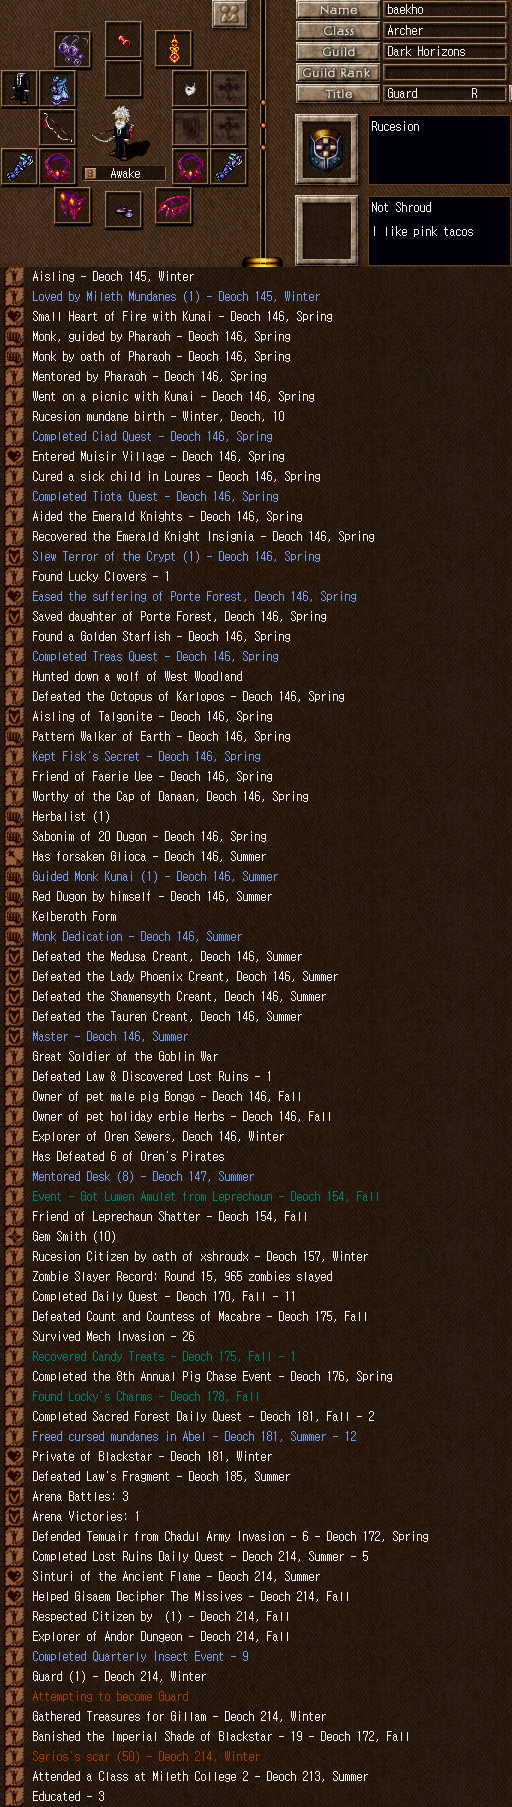 Name baekho
Class Archer
Guild Dark Horizons
Guild Rank
Title Guard R
Rucesion
Awake
Not Shroud
I like pink tacos
Aisling - Deoch 145, Winter
Loved by Mileth Mundanes (1) - Deoch 145, Winter
Small Heart of Fire with Kunai - Deoch 146, Spring
Monk, guided by Pharaoh - Deoch 146, Spring
Monk by oath of Pharaoh - Deoch 146, Spring
Mentored by Pharaoh - Deoch 146, Spring
Went on a picnic with Kunai - Deoch 146, Spring
Rucesion mundane birth - Winter, Deoch, 10
Completed Ciad Quest - Deoch 146, Spring
Entered Muisir Village - Deoch 146, Spring
Cured a sick child in Loures - Deoch 146, Spring
Completed Tiota Quest - Deoch 146, Spring
Aided the Emerald Knights - Deoch 146, Spring
Recovered the Emerald Knight Insignia - Deoch 146, Spring
Slew Terror of the Crypt (1) - Deoch 146, Spring
Found Lucky Clovers - 1
Eased the suffering of Porte Forest, Deoch 146, Spring
Saved daughter of Porte Forest, Deoch 146, Spring
Found a Golden Starfish - Deoch 146, Spring
Completed Treas Quest - Deoch 146, Spring
Hunted down a wolf of West Woodland
Defeated the Octopus of Karlopos - Deoch 146, Spring
Aisling of Talgonite - Deoch 146, Spring
Pattern Walker of Earth - Deoch 146, Spring
Kept Fisk's Secret - Deoch 146, Spring
Friend of Faerie Uee - Deoch 146, Spring
Worthy of the Cap of Danaan, Deoch 146, Spring
Herbalist (1)
Sabonim of 20 Dugon - Deoch 146, Spring
Has forsaken Glioca - Deoch 146, Summer
Guided Monk Kunai (1) - Deoch 146, Summer
Red Dugon by himself - Deoch 146, Summer
Kelberoth Form
Monk Dedication - Deoch 146, Summer
Defeated the Medusa Creant, Deoch 146, Summer
Defeated the Lady Phoenix Creant, Deoch 146, Summer
Defeated the Shamensyth Creant, Deoch 146, Summer
Defeated the Tauren Creant, Deoch 146, Summer
Master - Deoch 146, Summer
Great Soldier of the Goblin War
Defeated Law & Discovered Lost Ruins - 1
Owner of pet male pig Bongo - Deoch 146, Fall
Owner of pet holiday erbie Herbs - Deoch 146, Fall
Explorer of Oren Sewers, Deoch 146, Winter
Has Defeated 6 of Oren's Pirates
Mentored Desk (8) - Deoch 147, Summer
Event - Got Lumen Amulet from Leprechaun - Deoch 154, Fall
Friend of Leprechaun Shatter - Deoch 154, Fall
Gem Smith (10)
Rucesion Citizen by oath of xshroudx - Deoch 157, Winter
Zombie Slayer Record: Round 15, 965 zombies slayed
Completed Daily Quest - Deoch 170, Fall - 11
Defeated Count and Countess of Macabre - Deoch 175, Fall
Survived Mech Invasion - 26
Recovered Candy Treats - Deoch 175, Fall - 1
Completed the 8th Annual Pig Chase Event - Deoch 176, Spring
Found Locky's Charms - Deoch 178, Fall
Completed Sacred Forest Daily Quest - Deoch 181, Fall - 2
Freed cursed mundanes in Abel - Deoch 181, Summer - 12
Private of Blackstar - Deoch 181, Winter
Defeated Law's Fragment - Deoch 185, Summer
Arena Battles: 3
Arena Victories: 1
Defended Temuair from Chadul Army Invasion - 6 - Deoch 172, Spring
Completed Lost Ruins Daily Quest - Deoch 214, Summer - 5
Sinturi of the Ancient Flame - Deoch 214, Summer
Helped Gisaem Decipher The Missives - Deoch 214, Fall
Respected Citizen by (1) - Deoch 214, Fall
Explorer of Andor Dungeon - Deoch 214, Fall
Completed Quarterly Insect Event - 9
Guard (1) - Deoch 214, Winter
Attempting to become Guard
Gathered Treasures for Gillam - Deoch 214, Winter
Banished the Imperial Shade of Blackstar - 19 - Deoch 172, Fall
Sgrios's scar (50) - Deoch 214, Winter
Attended a Class at Mileth College 2 - Deoch 213, Summer
Educated - 3